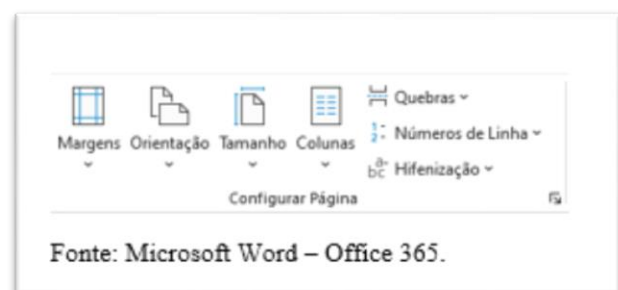 Quebras
Números de Linha
Margens Orientação Tamanho Colunas
Hifenização
Configurar Página
Fonte: Microsoft Word – Office 365.